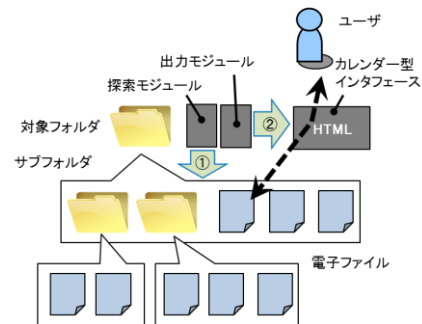 ユーザ
出力モジュール
探索モジュール
カレンダー型
インタフェース
対象フォルダ
②
HTML
①
サブフォルダ
電子ファイル